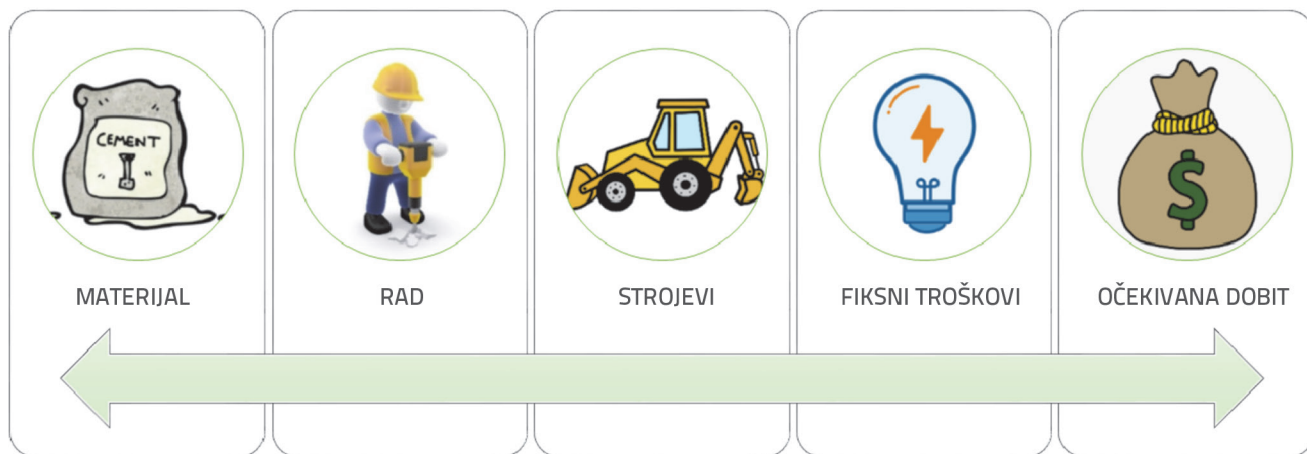 CEMENT
$
MATERIJAL
RAD
STROJEVI
FIKSNI TROŠKOVI
OČEKIVANA DOBIT